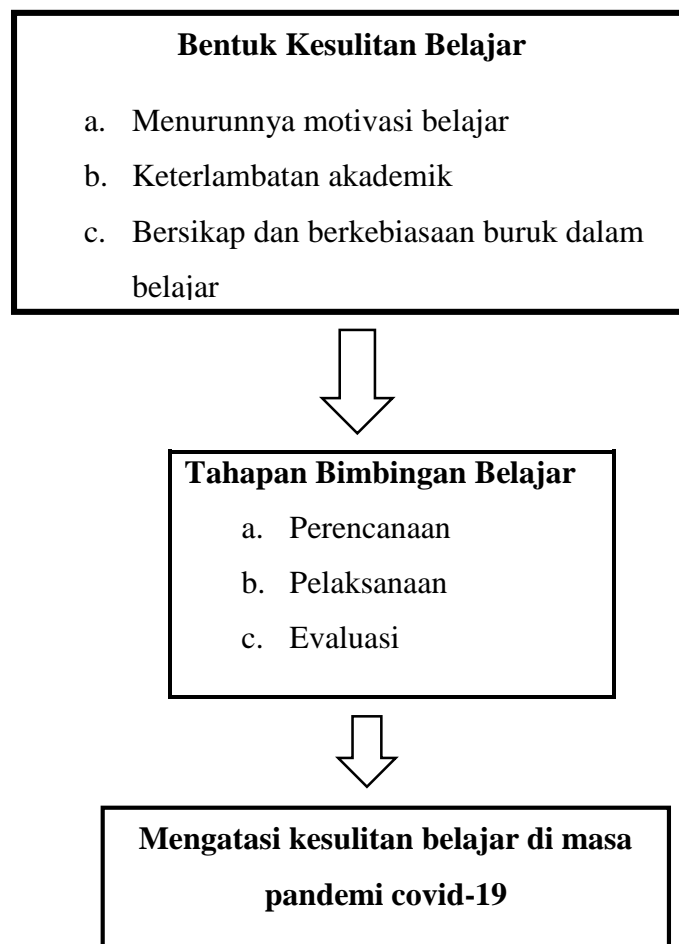 Bentuk Kesulitan Belajar
a. Menurunnya motivasi belajar
b. Keterlambatan akademik
c. Bersikap dan berkebiasaan buruk dalam
belajar
Tahapan Bimbingan Belajar
a. Perencanaan
b. Pelaksanaan
c. Evaluasi
Mengatasi kesulitan belajar di masa
pandemi covid-19